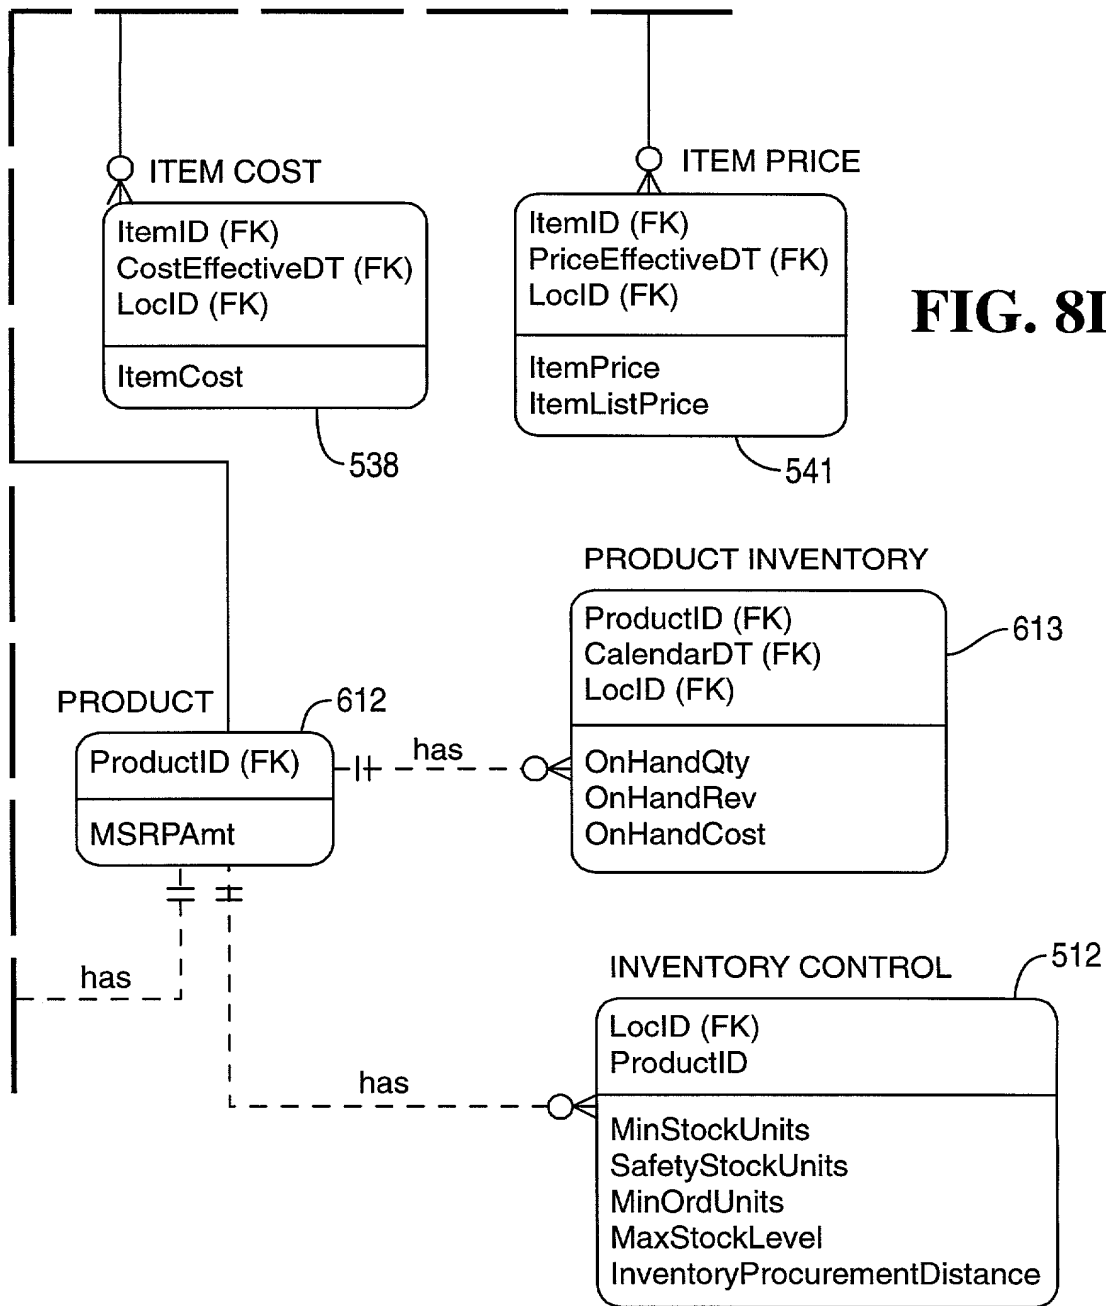 ITEM COST
ItemID (FK)
CostEffectiveDT (FK)
LocID (FK)
ItemCost
538
ITEM PRICE
ItemID (FK)
PriceEffectiveDT (FK)
LocID (FK)
ItemPrice
ItemListPrice
541
FIG. 8I
PRODUCT
612
ProductID (FK)
MSRPAmt
has
PRODUCT INVENTORY
613
ProductID (FK)
CalendarDT (FK)
LocID (FK)
OnHandQty
OnHandRev
OnHandCost
has
has
INVENTORY CONTROL
512
LocID (FK)
ProductID
MinStockUnits
SafetyStockUnits
MinOrdUnits
MaxStockLevel
InventoryProcurementDistance